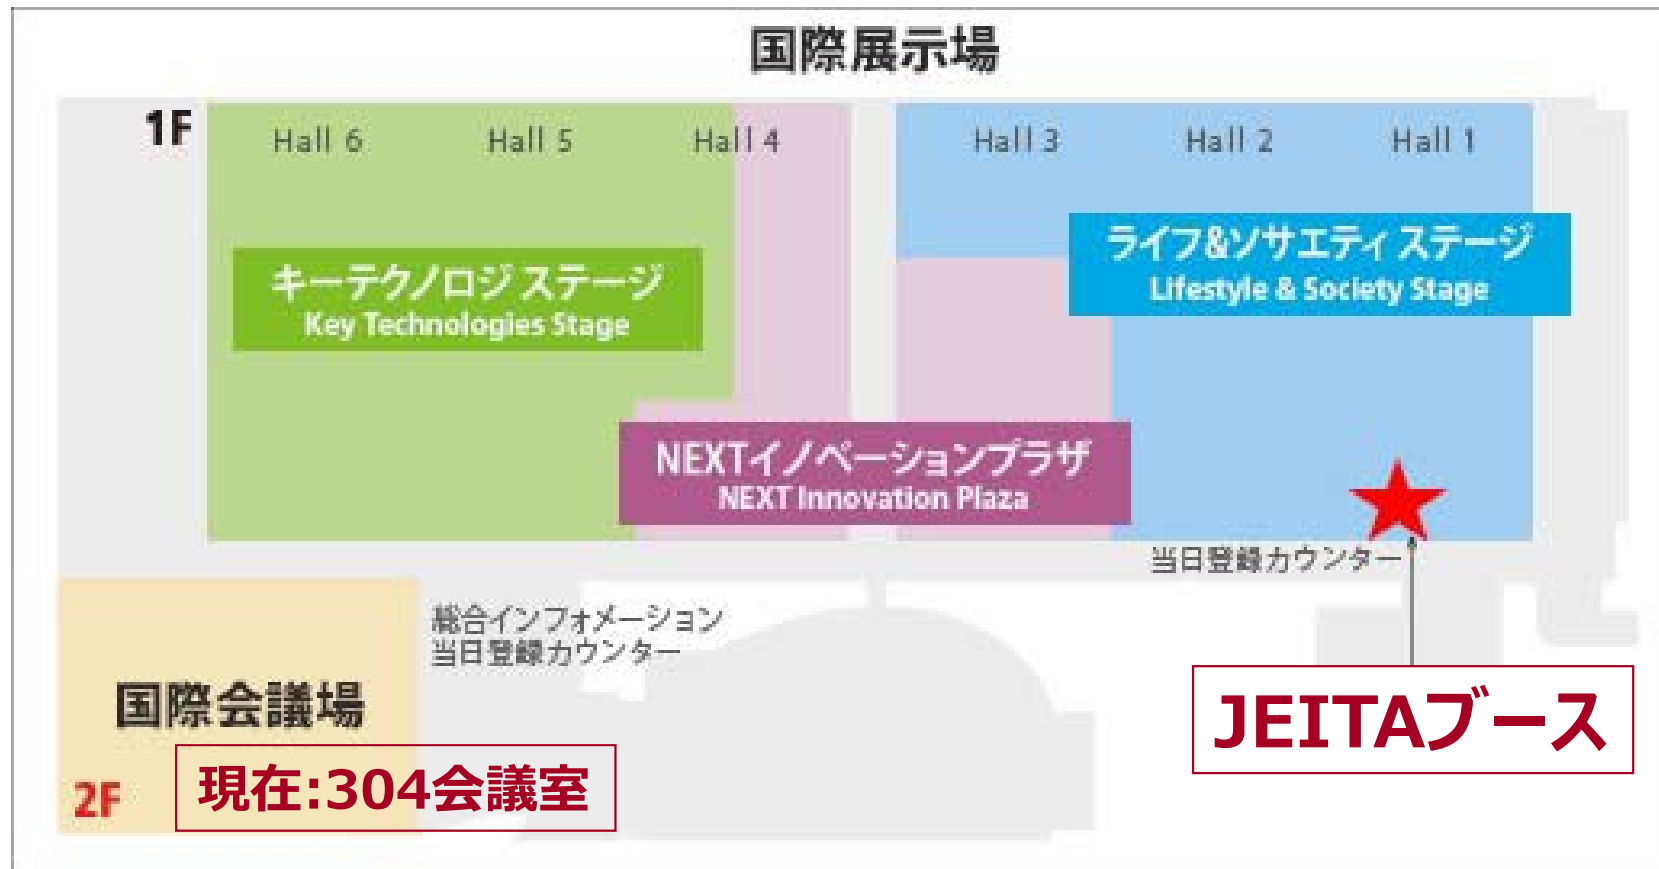 国際展示場
1F
Hall 6
Hall 5
Hall 4
Hall 3
Hall 2
Hall 1
ライフ&ソサエティ ステージ
Lifestyle & Society Stage
キーテクノロジ ステージ
Key Technologies Stage
NEXTイノベーションプラザ
NEXT Innovation Plaza
当日登録カウンター
総合インフォメーション
当日登録カウンター
国際会議場
JEITAブース
現在:304会議室
2F